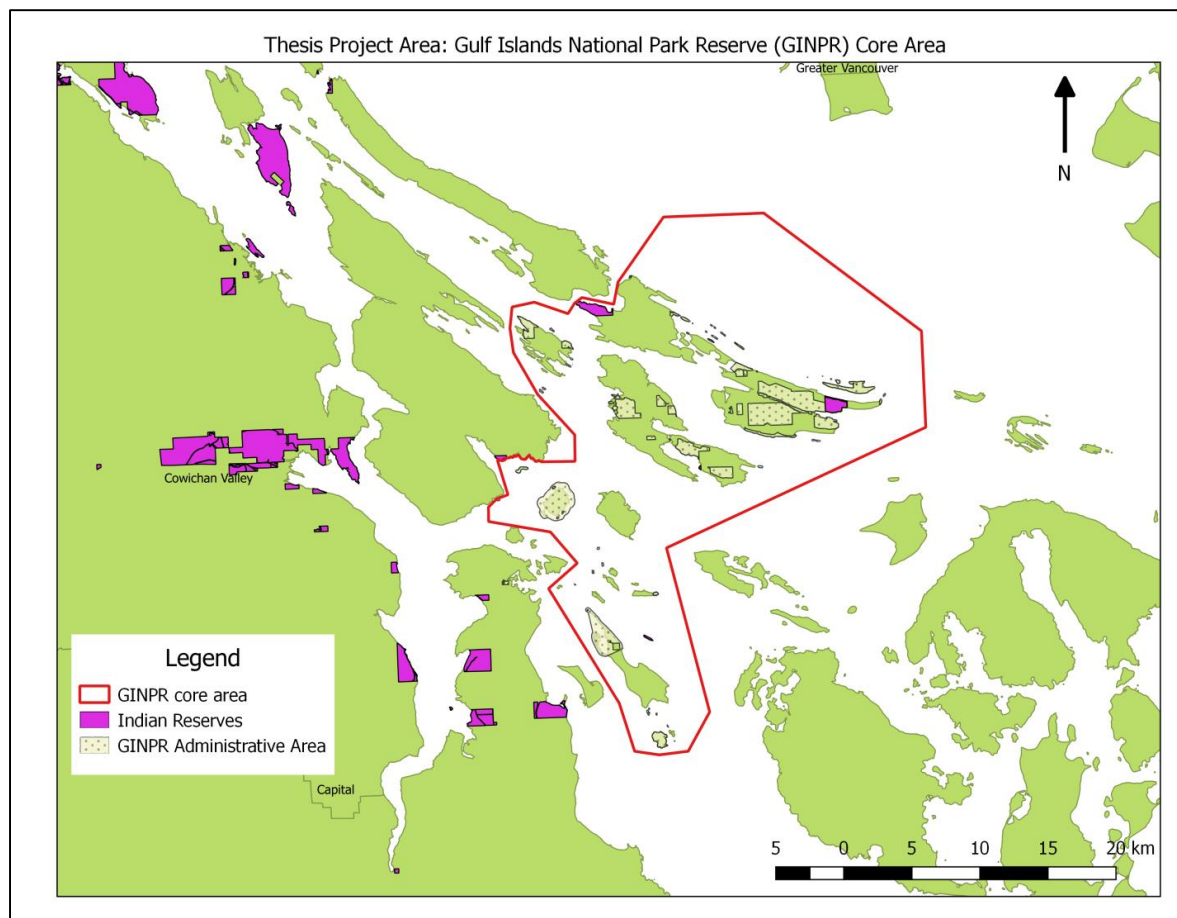 Thesis Project Area: Gulf Islands National Park Reserve (GINPR) Core Area
Greater Vancouver
N
Cowichan Valley
Legend
GINPR core area
Indian Reserves
GINPR Administrative Area
Capital
5 0 5 10 15 20 km